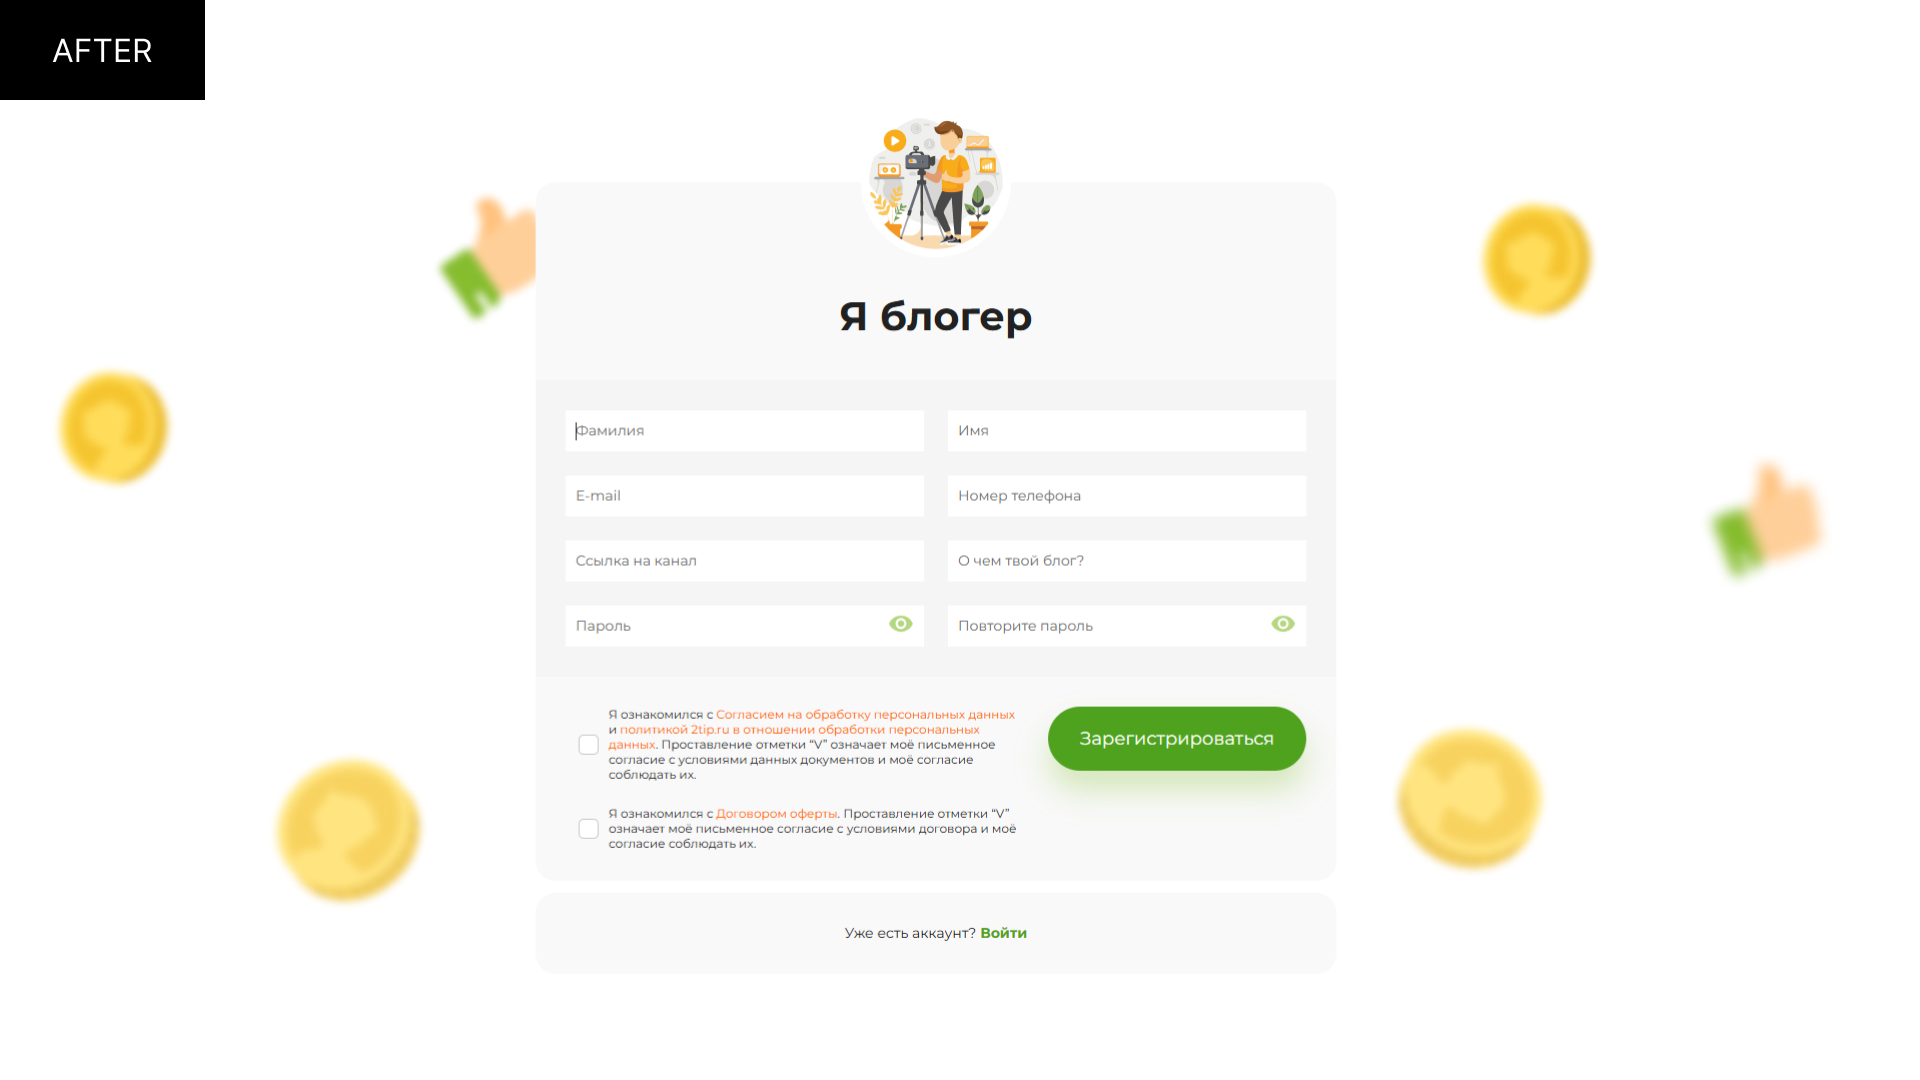 AFTER
Я блогер
Фамилия
Имя
E-mail
Номер телефона
Ссылка на канал
О чем твой блог?
Пароль
Повторите пароль
Я ознакомился с Согласием на обработку персональных данных
и политикой 2tip.ru в отношении обработки персональных
данных. Проставление отметки “V” означает моё письменное
согласие с условиями данных документов и моё согласие
соблюдать их.
Зарегистрироваться
Я ознакомился с Договором оферты. Проставление отметки “V”
означает моё письменное согласие с условиями договора и моё
согласие соблюдать их.
Уже есть аккаунт? Войти